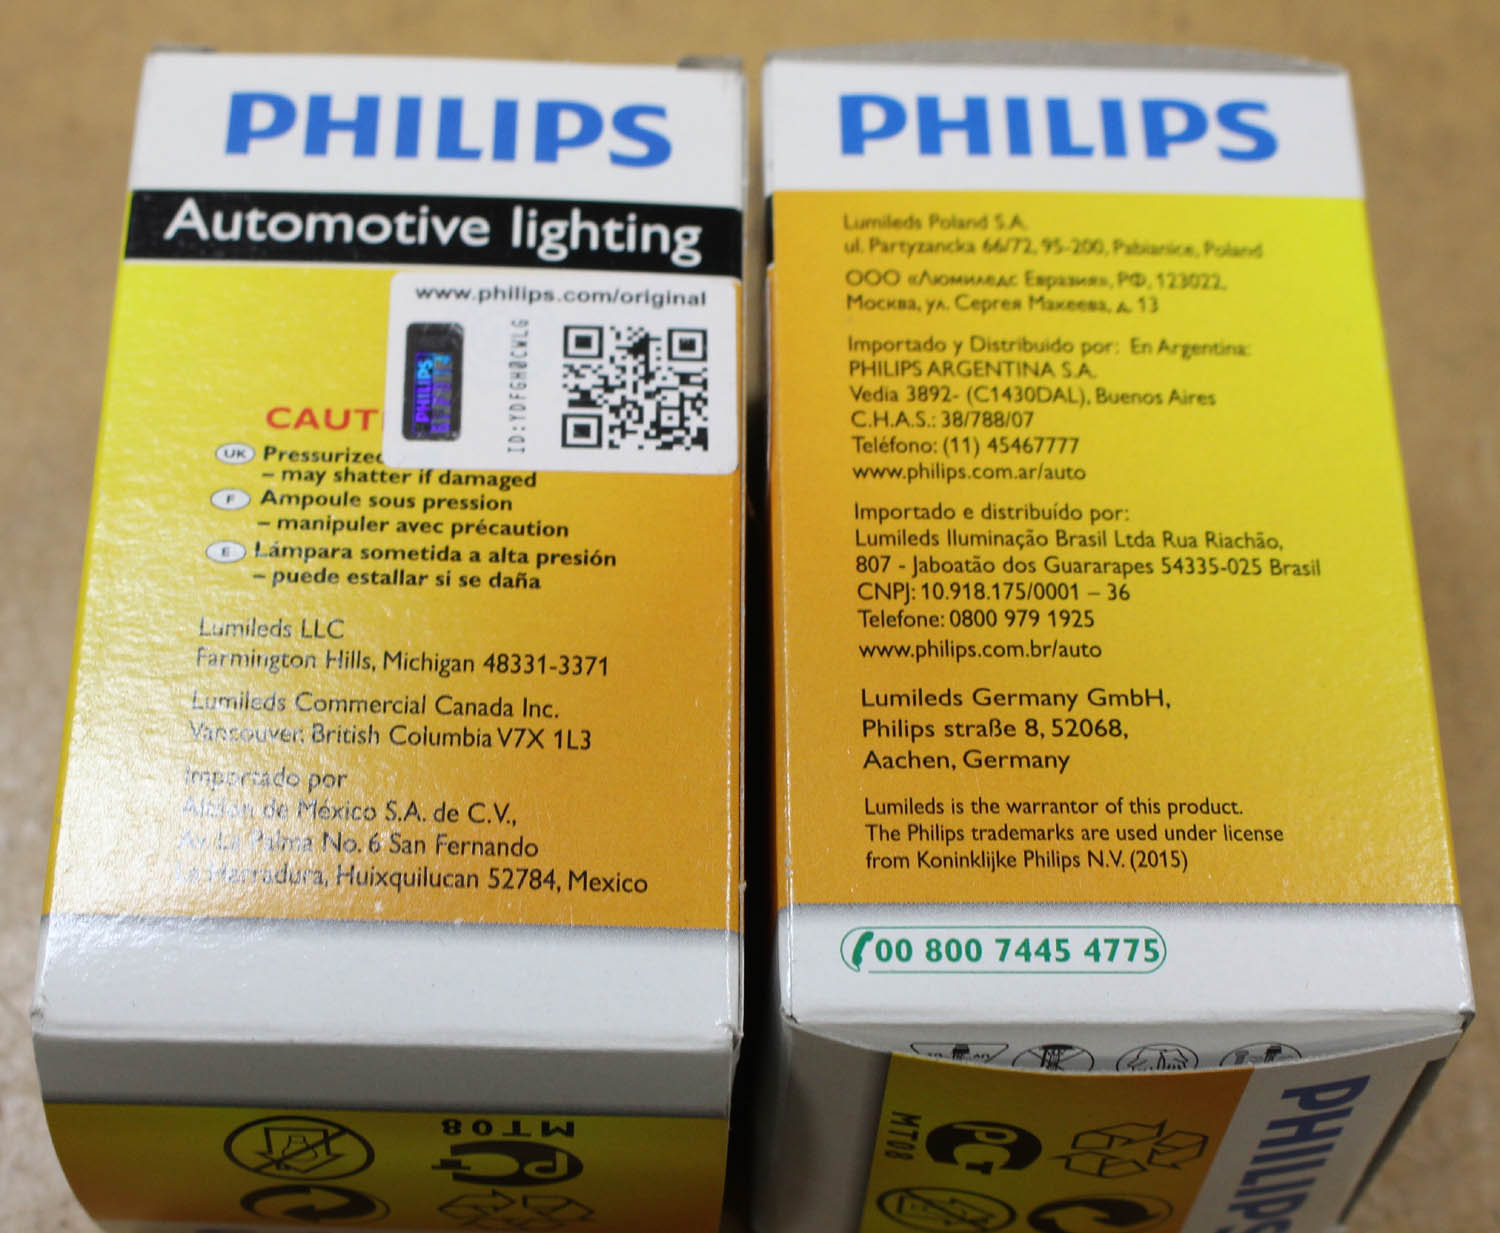 PHILIPS
Automotive lighting
www.philips.com/original
PHILIPS
ID:YDFGH0CWLG
CAUTI
UK Pressurized
– may shatter if damaged
F Ampoule sous pression
– manipuler avec précaution
E Lámpara sometida a alta presión
– puede estallar si se daña
Lumileds LLC
Farmington Hills, Michigan 48331-3371
Lumileds Commercial Canada Inc.
Vancouver, British Columbia V7X 1L3
Importado por
de México S.A. de C.V.,
Av. La Palma No. 6 San Fernando
La Herradura, Huixquilucan 52784, Mexico
MT08
PHILIPS
Lumileds Poland S.A.
ul. Partyzancka 66/72, 95-200, Pabianice, Poland
ООО «Люмиледс Евразия», РФ, 123022,
Москва, ул. Сергея Макеева, д. 13
Importado y Distribuido por: En Argentina:
PHILIPS ARGENTINA S.A.
Vedia 3892- (C1430DAL), Buenos Aires
C.H.A.S.: 38/788/07
Teléfono: (11) 45467777
www.philips.com.ar/auto
Importado e distribuído por:
Lumileds Iluminação Brasil Ltda Rua Riachão,
807 - Jaboatão dos Guararapes 54335-025 Brasil
CNPJ: 10.918.175/0001 – 36
Telefone: 0800 979 1925
www.philips.com.br/auto
Lumileds Germany GmbH,
Philips straße 8, 52068,
Aachen, Germany
Lumileds is the warrantor of this product.
The Philips trademarks are used under license
from Koninklijke Philips N.V. (2015)
00 800 7445 4775
MT08
PHILIPS